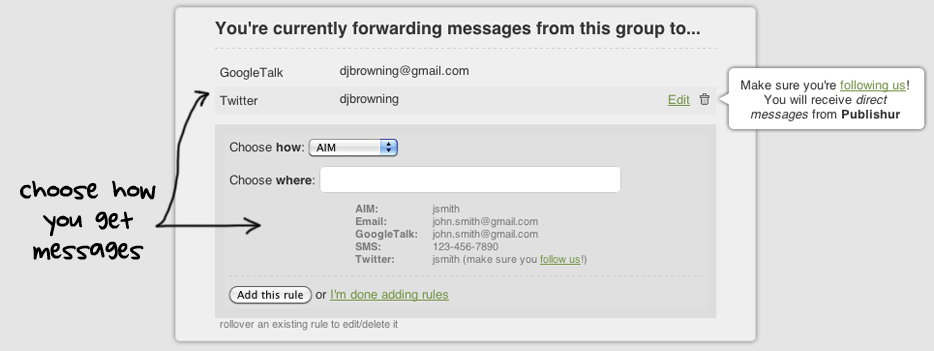 You're currently forwarding messages from this group to...
GoogleTalk djbrowning@gmail.com
Twitter djbrowning Edit
Make sure you're following us!
You will receive direct
messages from Publishur
Choose how: AIM
Choose where:
choose how
you get
messages
AIM: jsmith
Email: john.smith@gmail.com
GoogleTalk: john.smith@gmail.com
SMS: 123-456-7890
Twitter: jsmith (make sure you follow us!)
Add this rule or I'm done adding rules
rollover an existing rule to edit/delete it